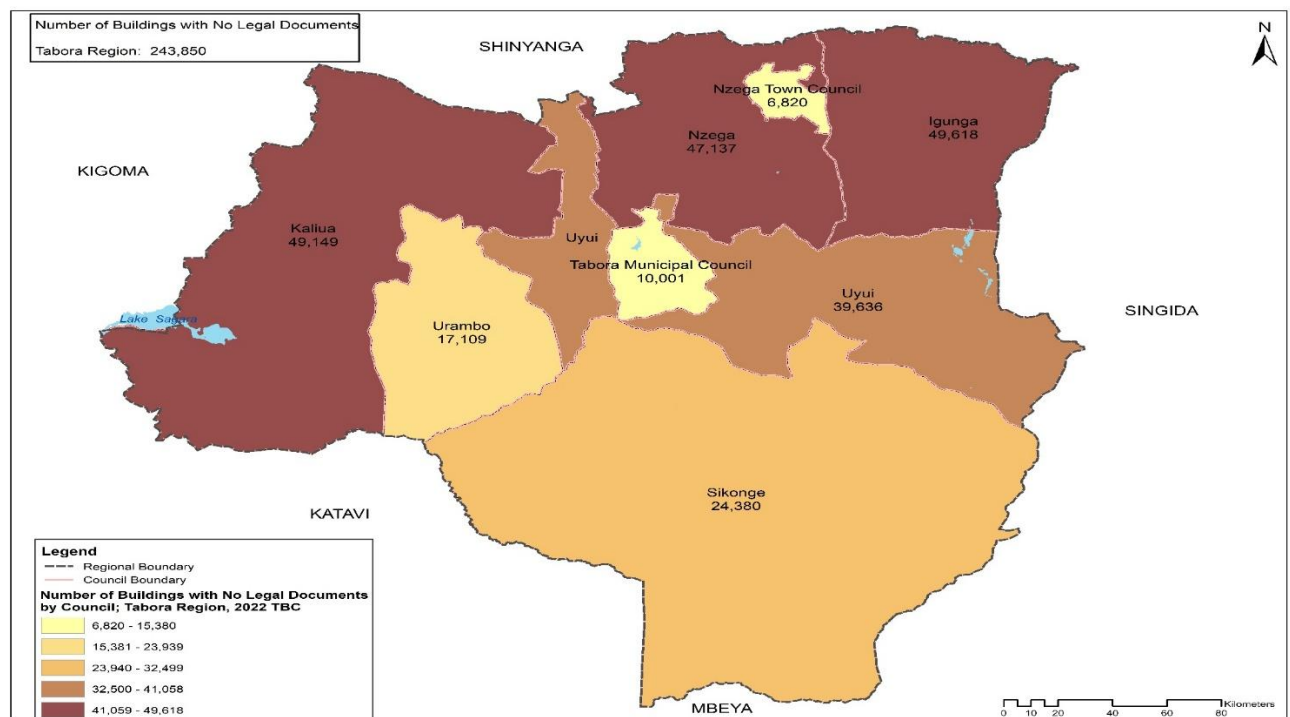 Number of Buildings with No Legal Documents
Tabora Region: 243,850
N
SHINYANGA
Nzega Town Council
6,820
Igunga
49,618
Nzega
47,137
KIGOMA
Kaliua
49,149
Uyui
Tabora Municipal Council
10,001
Uyui
39,636
SINGIDA
Lake Sagara
Urambo
17,109
Sikonge
24,380
KATAVI
MBEYA
Legend
Regional Boundary
Council Boundary
Number of Buildings with No Legal Documents
by Council; Tabora Region, 2022 TBC
6,820 - 15,380
15,381 - 23,939
23,940 - 32,499
32,500 - 41,058
41,059 - 49,618
Kilometers
0 5 10 20 40 60 80